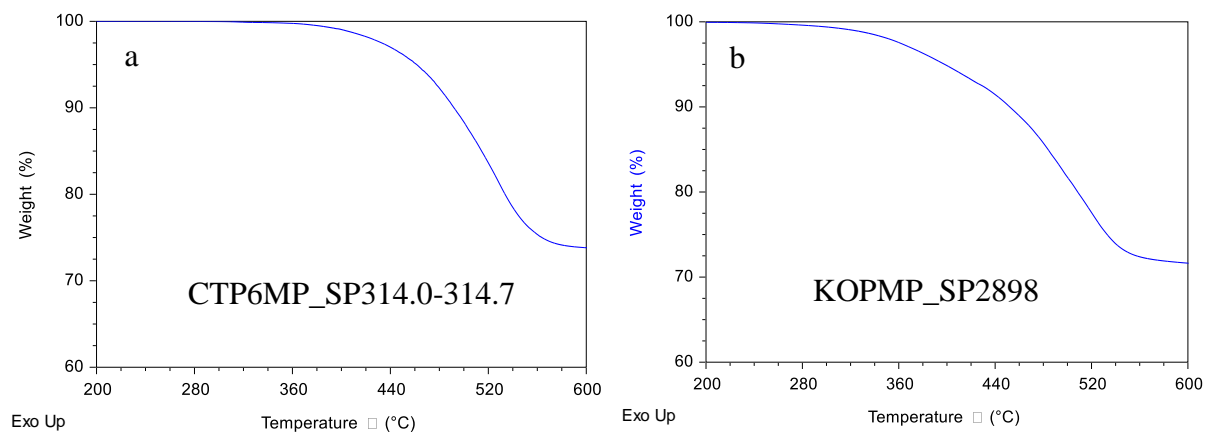 100
90
80
70
60
Weight (%)
a
CTP6MP_SP314.0-314.7
200
280
360
440
520
600
Exo Up
Temperature □ (°C)
100
90
80
70
60
Weight (%)
b
KOPMP_SP2898
200
280
360
440
520
600
Exo Up
Temperature □ (°C)